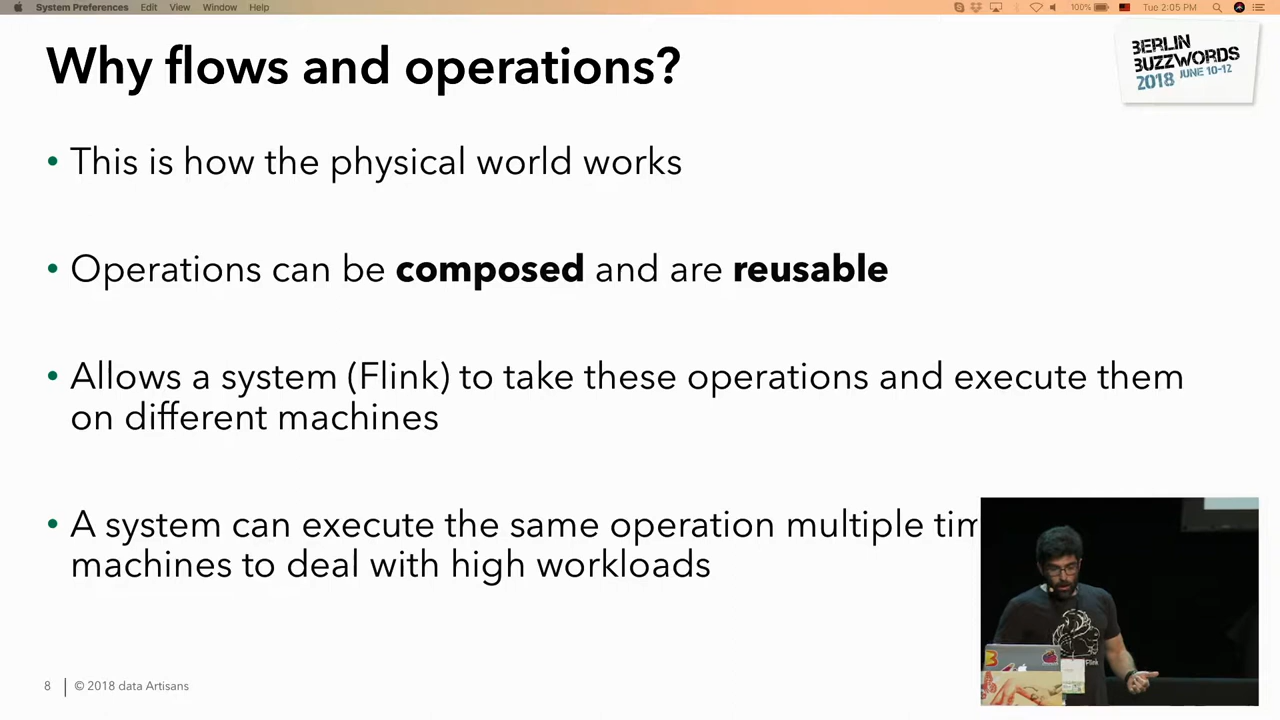 System Preferences Edit View Window Help 100% Tue 2:05 PM
Why flows and operations?
BERLIN
BUZZWORDS
2018 JUNE 10-12
• This is how the physical world works
• Operations can be composed and are reusable
• Allows a system (Flink) to take these operations and execute them
on different machines
• A system can execute the same operation multiple
machines to deal with high workloads
Flink
8 © 2018 data Artisans